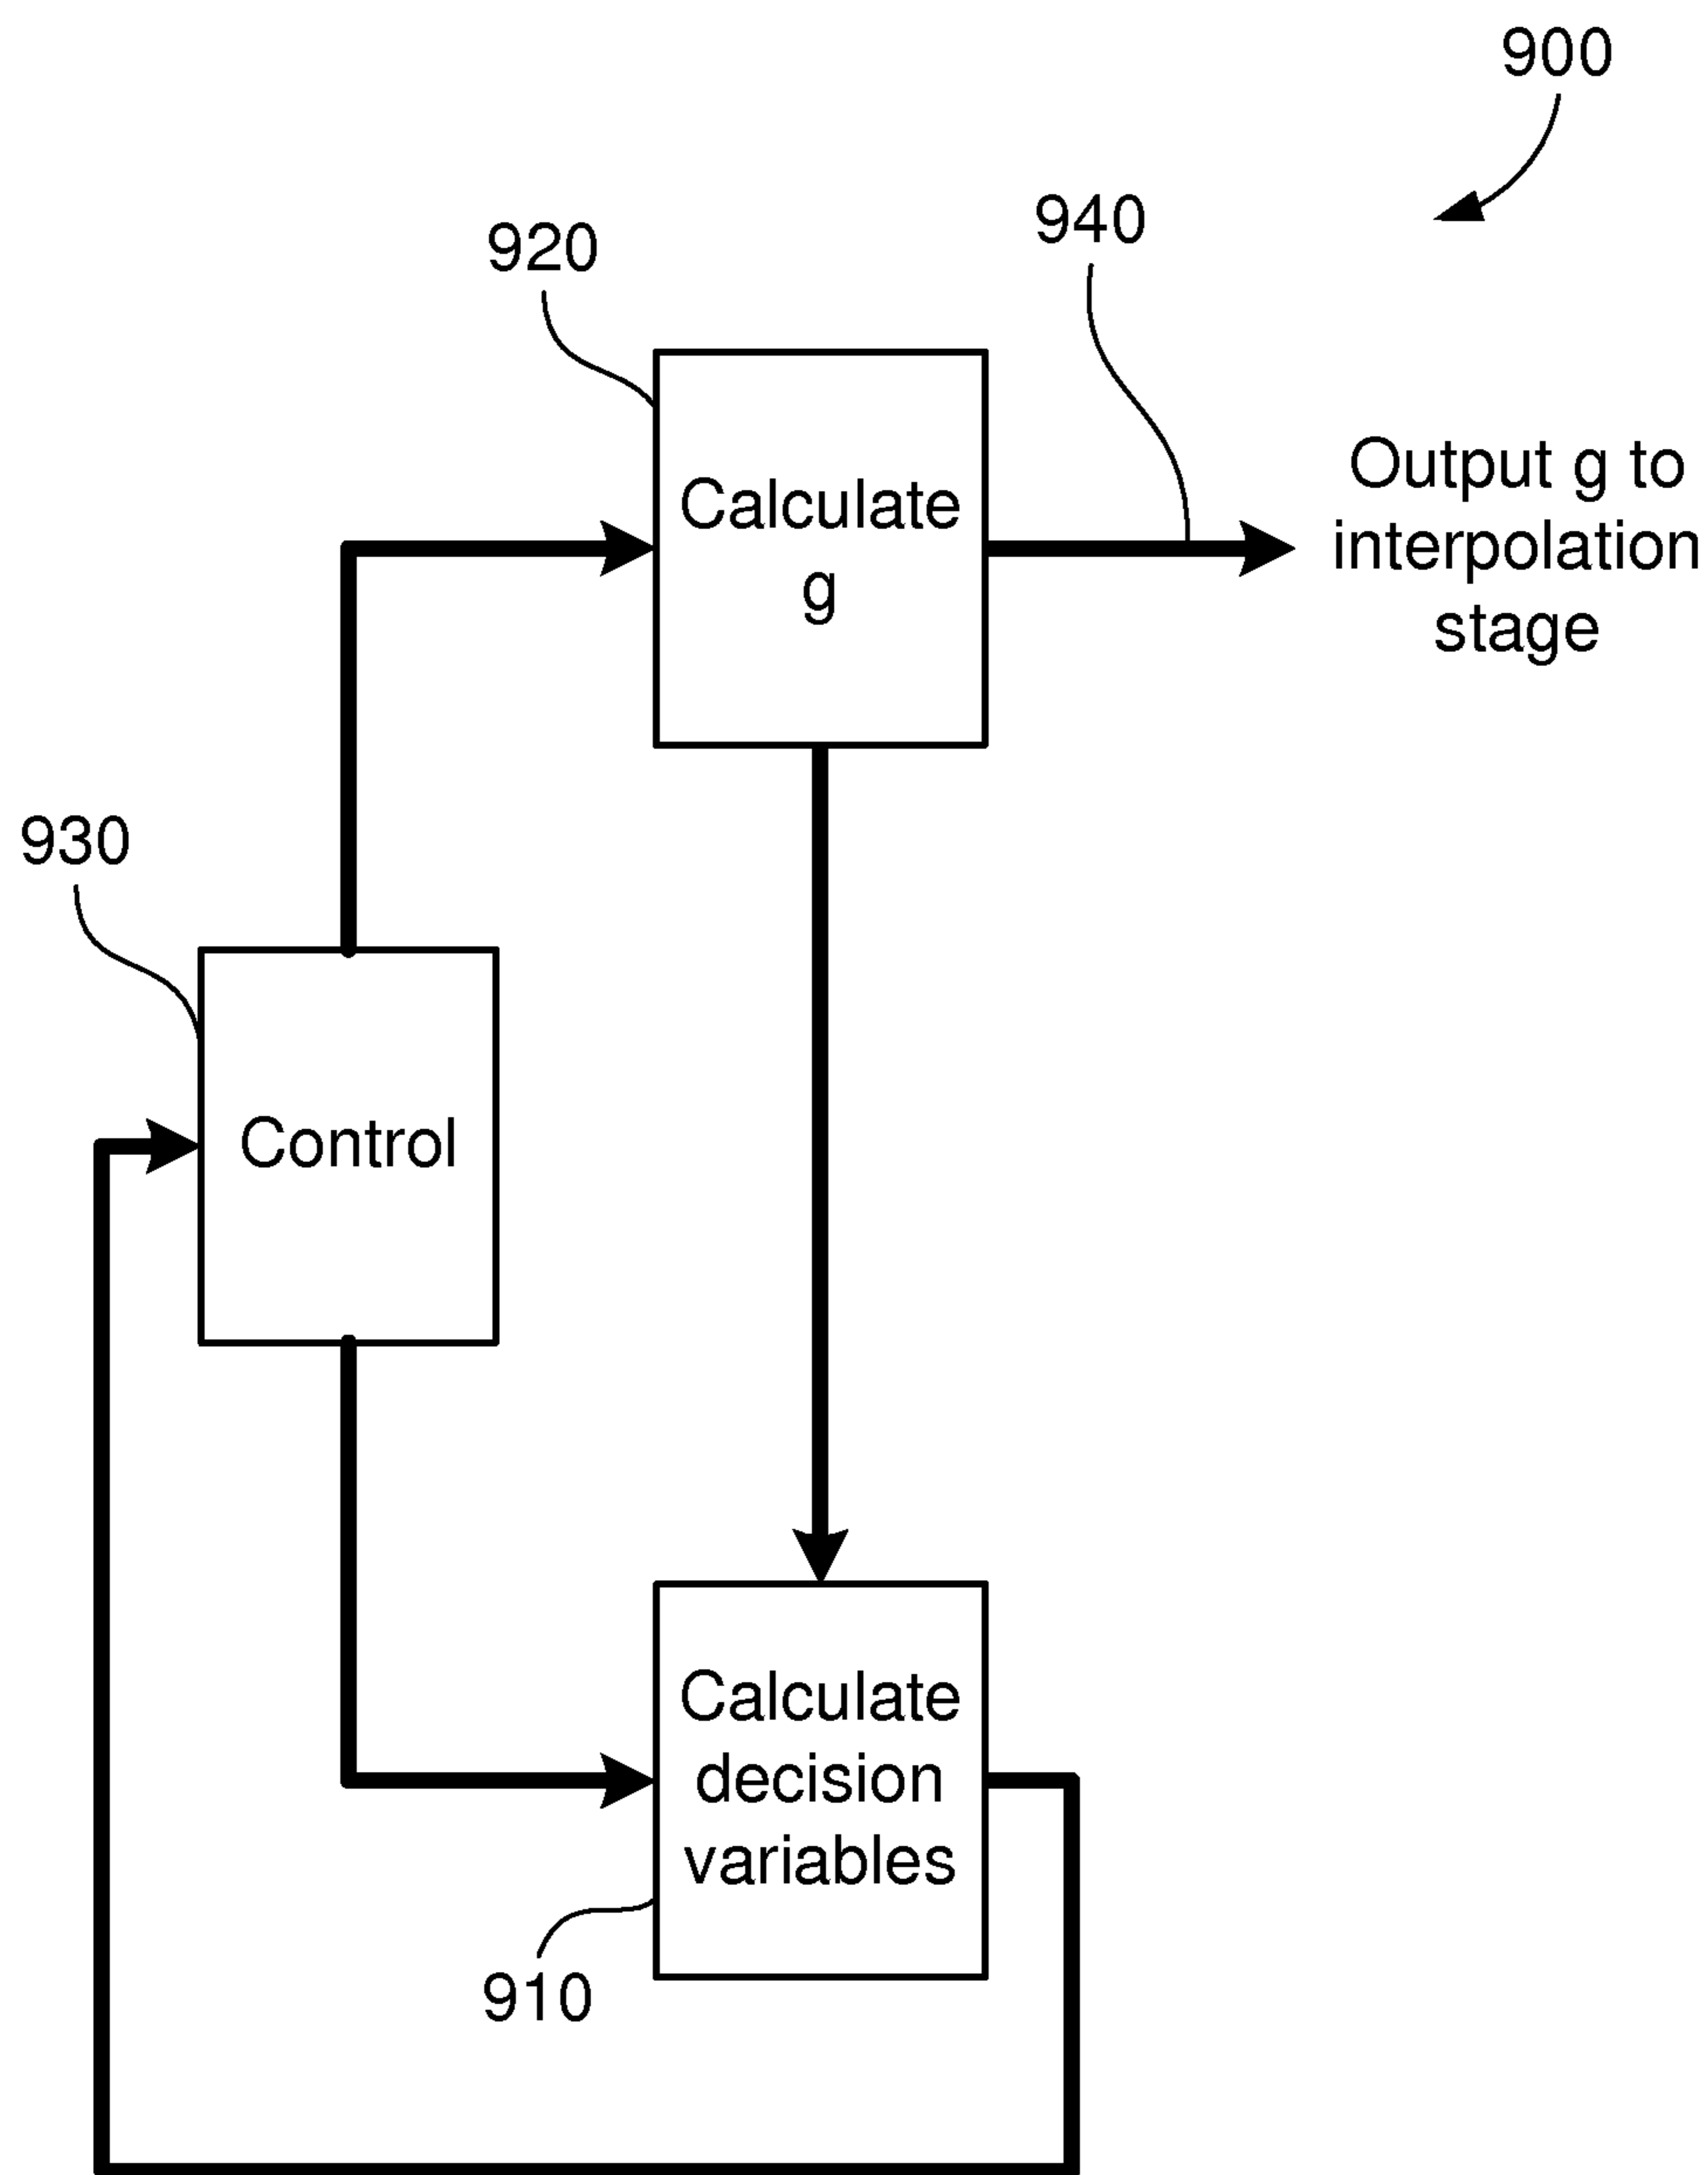 900
940
920
Calculate
g
Output g to
interpolation
stage
930
Control
Calculate
decision
variables
910